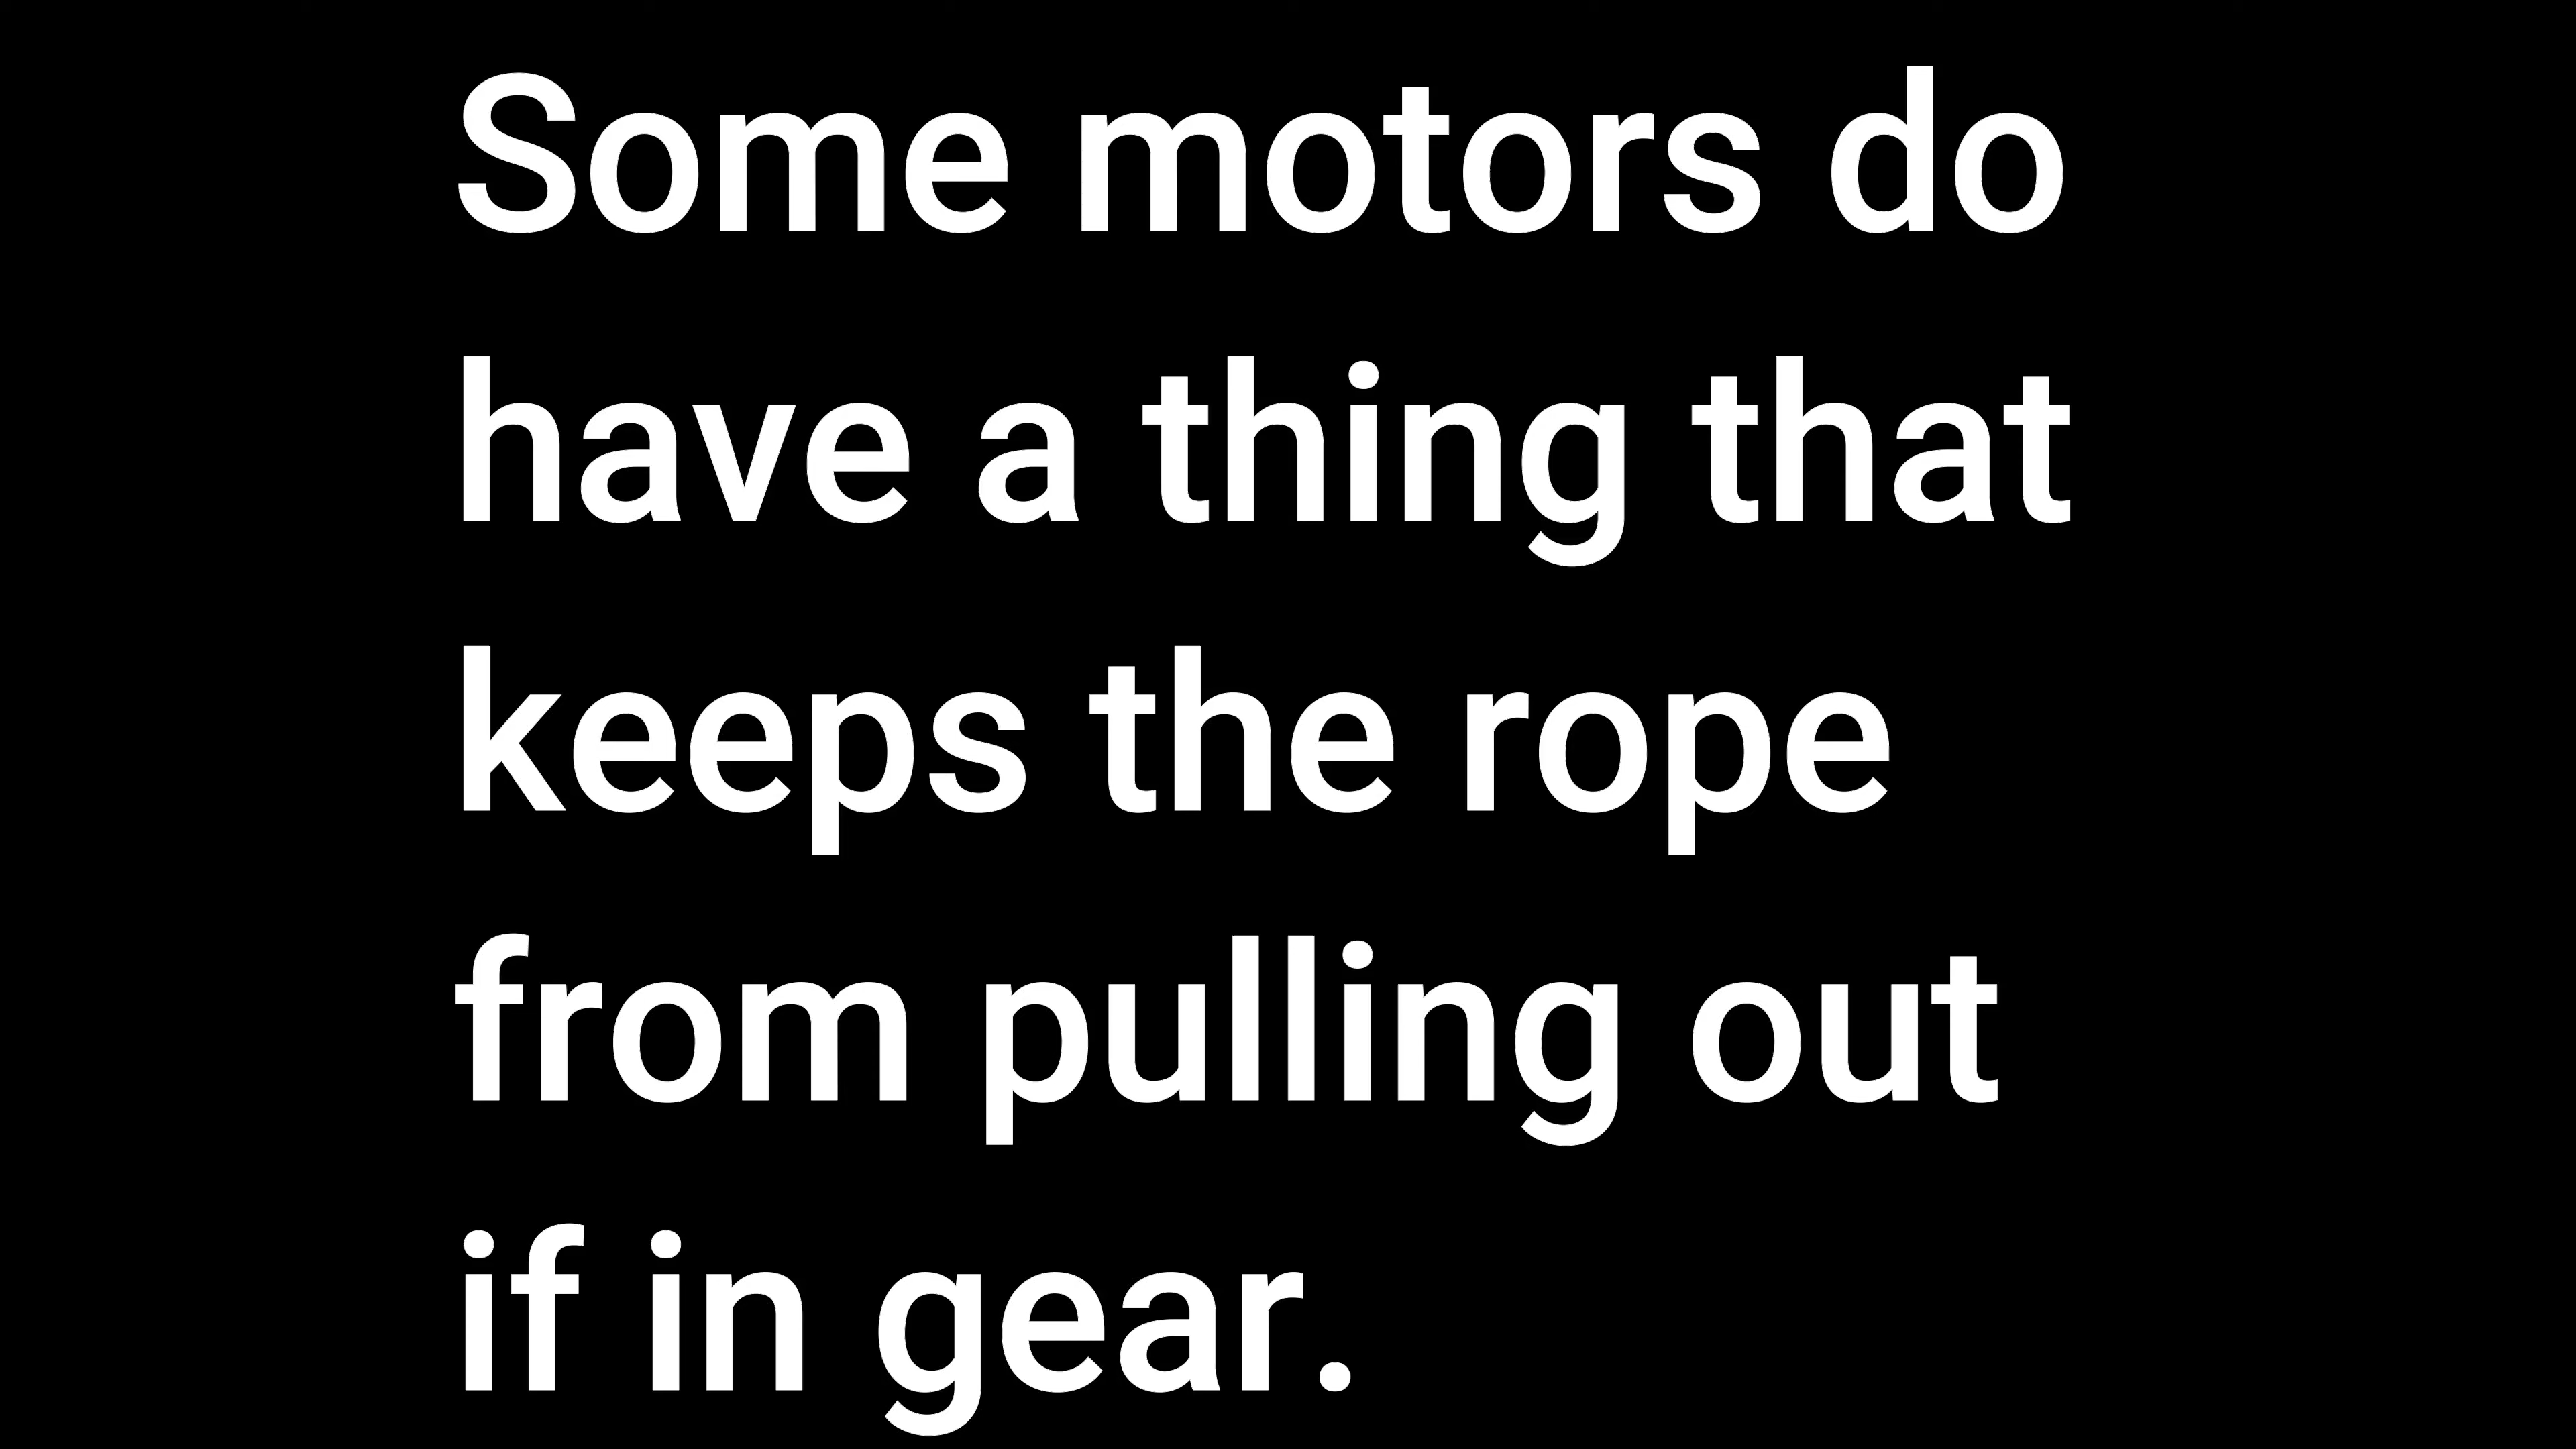 Some motors do
have a thing that
keeps the rope
from pulling out
if in gear.